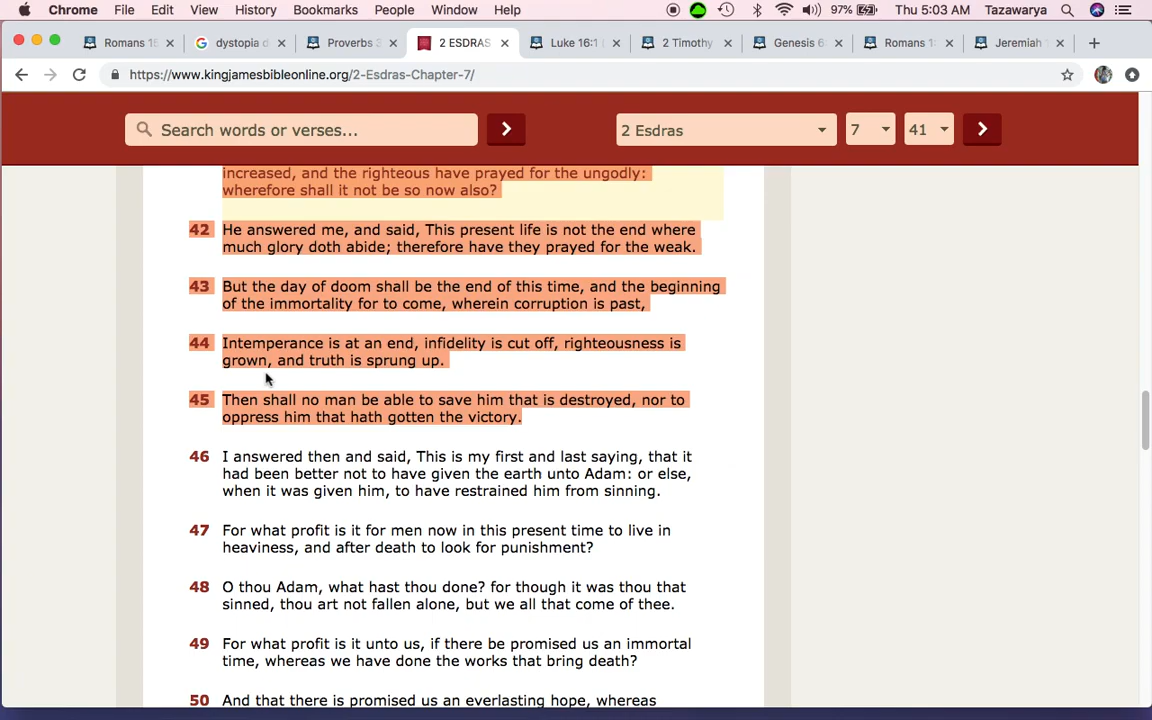 Chrome File Edit View History Bookmarks People Window Help 97% Thu 5:03 AM Tazawarya
Romans 16 dystopia d Proverbs 3 2 ESDRAS Luke 16:1 2 Timothy Genesis 6: Romans 1: Jeremiah
https://www.kingjamesbibleonline.org/2-Esdras-Chapter-7/
Search words or verses... 2 Esdras 7 41
increased, and the righteous have prayed for the ungodly:
wherefore shall it not be so now also?
42 He answered me, and said, This present life is not the end where
much glory doth abide; therefore have they prayed for the weak.
43 But the day of doom shall be the end of this time, and the beginning
of the immortality for to come, wherein corruption is past,
44 Intemperance is at an end, infidelity is cut off, righteousness is
grown, and truth is sprung up.
45 Then shall no man be able to save him that is destroyed, nor to
oppress him that hath gotten the victory.
46 I answered then and said, This is my first and last saying, that it
had been better not to have given the earth unto Adam: or else,
when it was given him, to have restrained him from sinning.
47 For what profit is it for men now in this present time to live in
heaviness, and after death to look for punishment?
48 O thou Adam, what hast thou done? for though it was thou that
sinned, thou art not fallen alone, but we all that come of thee.
49 For what profit is it unto us, if there be promised us an immortal
time, whereas we have done the works that bring death?
50 And that there is promised us an everlasting hope, whereas